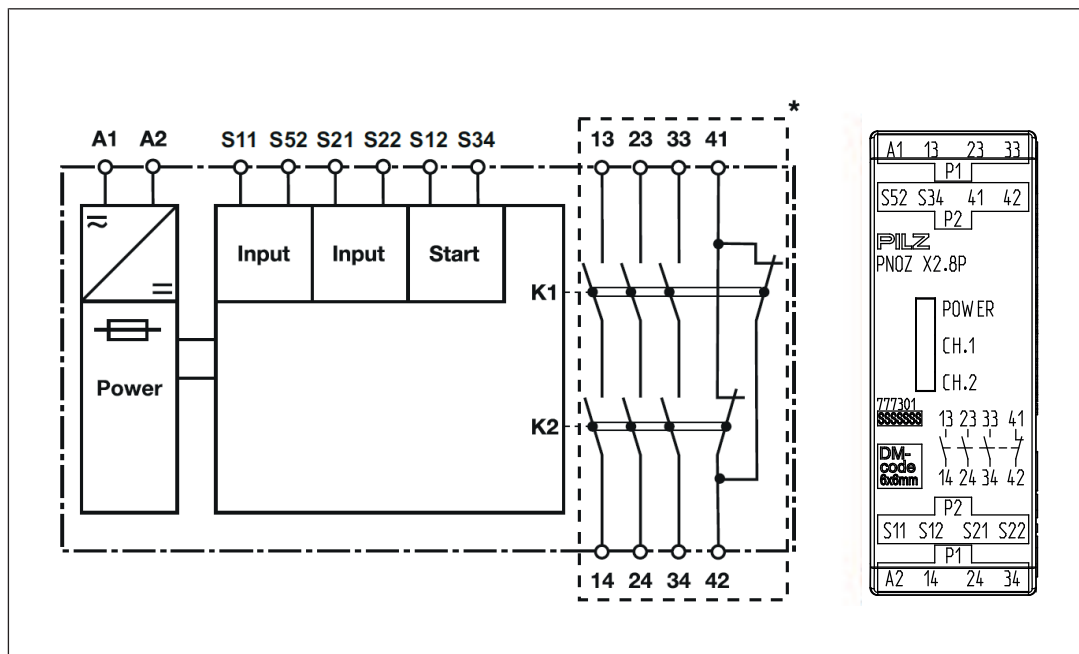 *
A1 A2 S11 S52 S21 S22 S12 S34 13 23 33 41
Input Input Start
K1
Power
K2
14 24 34 42
A1 13 23 33
P1
S52 S34 41 42
P2
PILZ
PNOZ X2.8P
POWER
CH.1
CH.2
777301
SSSSSSS
13 23 33 41
DM-
code
6x6mm
14 24 34 42
P2
S11 S12 S21 S22
P1
A2 14 24 34